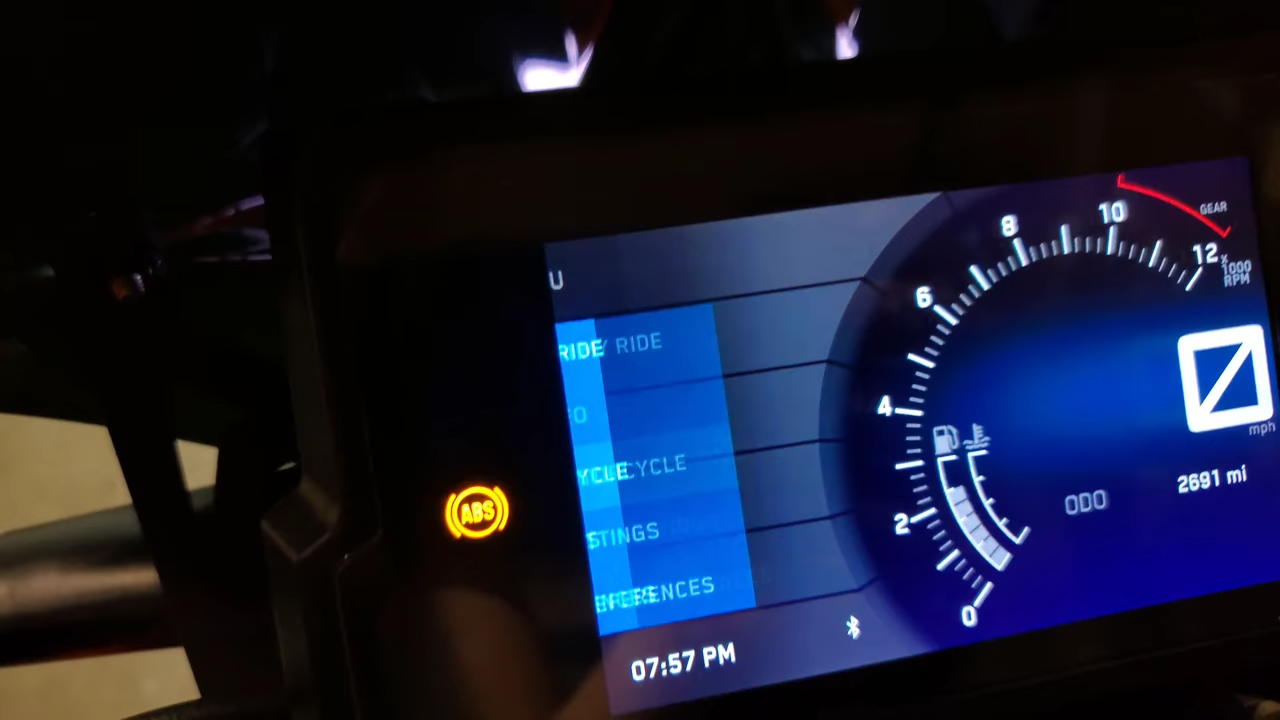 U
RIDE RIDE
O
YCLE CYCLE
STINGS
ERENCES
07:57 PM
ABS
0
2
4
6
8
10
12
x
1000
RPM
GEAR
mph
ODO
2691 mi